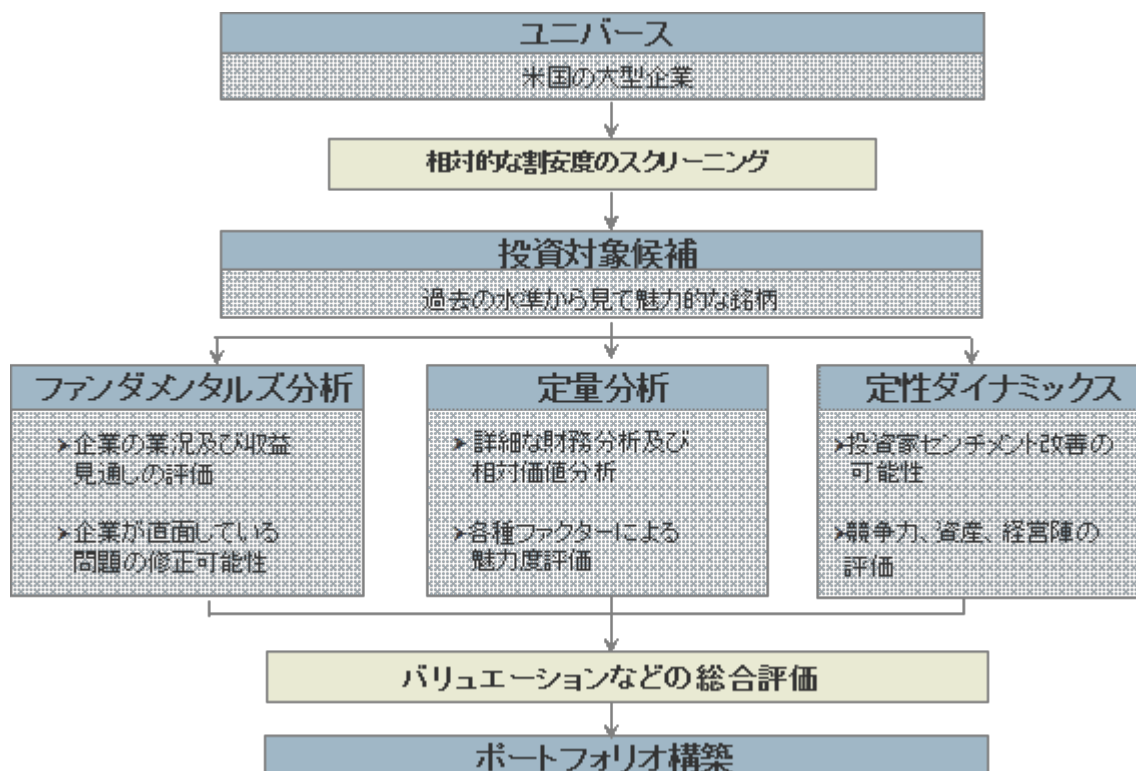 ユニバース
米国の大型企業
相対的な割安度のスクリーニング
投資対象候補
過去の水準から見て魅力的な銘柄
ファンダメンタルズ分析
➢企業の業況及び収益
見通しの評価
➢企業が直面している
問題の修正可能性
定量分析
➢詳細な財務分析及び
相対価値分析
➢各種ファクターによる
魅力度評価
定性ダイナミックス
➢投資家センチメント改善の
可能性
➢競争力、資産、経営陣の
評価
バリュエーションなどの総合評価
ポートフォリオ構築